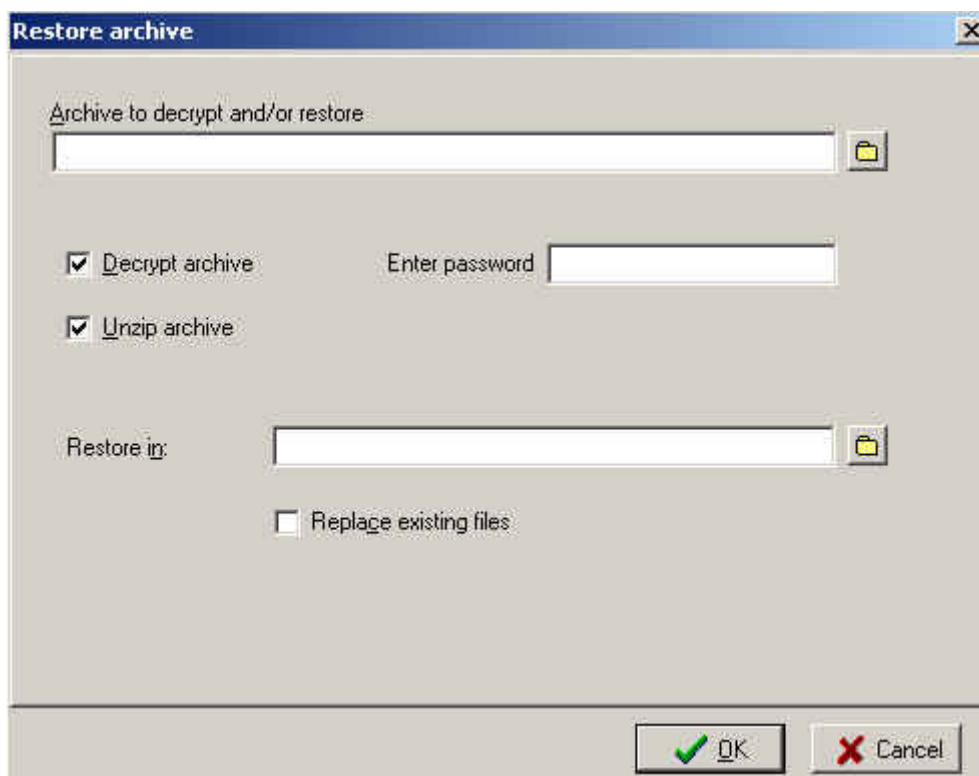 Restore archive
Archive to decrypt and/or restore
Decrypt archive Enter password
Unzip archive
Restore in:
Replace existing files
OK Cancel